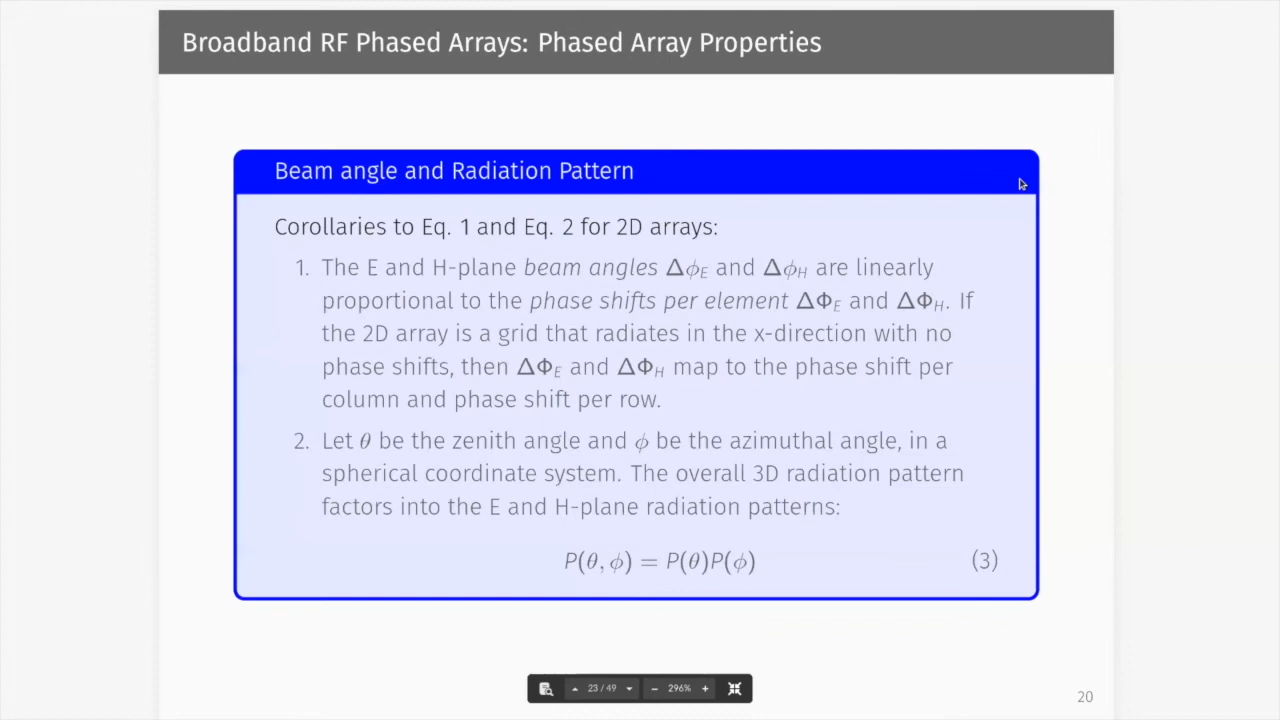 Broadband RF Phased Arrays: Phased Array Properties
Beam angle and Radiation Pattern
Corollaries to Eq. 1 and Eq. 2 for 2D arrays:
1. The E and H-plane beam angles Δϕ_E and Δϕ_H are linearly
proportional to the phase shifts per element ΔΦ_E and ΔΦ_H. If
the 2D array is a grid that radiates in the x-direction with no
phase shifts, then ΔΦ_E and ΔΦ_H map to the phase shift per
column and phase shift per row.
2. Let θ be the zenith angle and ϕ be the azimuthal angle, in a
spherical coordinate system. The overall 3D radiation pattern
factors into the E and H-plane radiation patterns:
P(θ, ϕ) = P(θ)P(ϕ) (3)
23 / 49 − 296% +
20